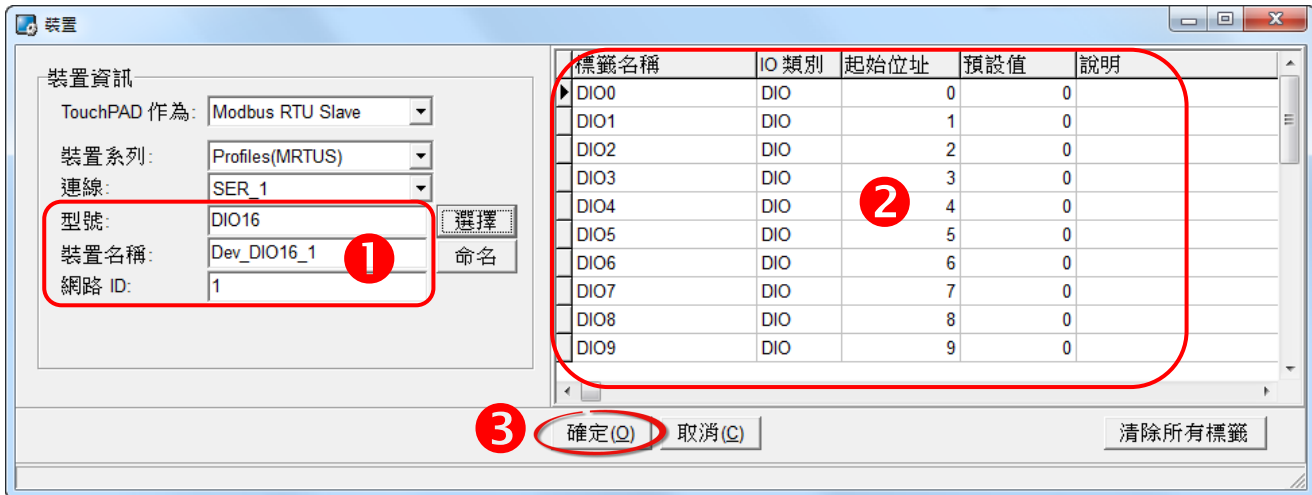 裝置
裝置資訊
TouchPAD 作為: Modbus RTU Slave
裝置系列: Profiles(MRTUS)
連線: SER_1
型號: DIO16 選擇
裝置名稱: Dev_DIO16_1 命名
網路 ID: 1
1
標籤名稱 IO 類別 起始位址 預設值 說明
DIO0 DIO 0 0
DIO1 DIO 1 0
DIO2 DIO 2 0
DIO3 DIO 3 0
DIO4 DIO 4 0
DIO5 DIO 5 0
DIO6 DIO 6 0
DIO7 DIO 7 0
DIO8 DIO 8 0
DIO9 DIO 9 0
2
3 確定(O) 取消(C) 清除所有標籤